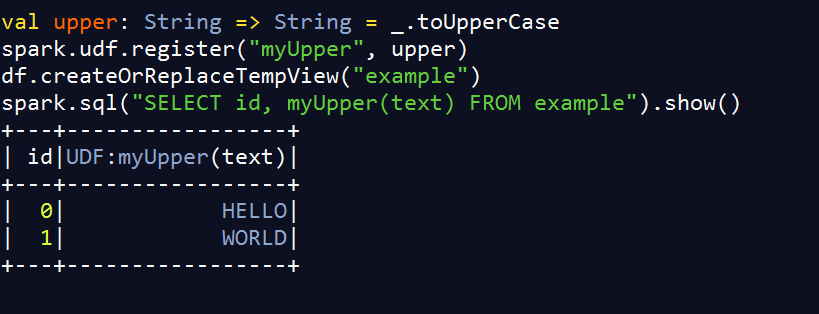 val upper: String => String = _.toUpperCase
spark.udf.register("myUpper", upper)
df.createOrReplaceTempView("example")
spark.sql("SELECT id, myUpper(text) FROM example").show()
+---+-----------------+
| id|UDF:myUpper(text)|
+---+-----------------+
|  0|            HELLO|
|  1|            WORLD|
+---+-----------------+